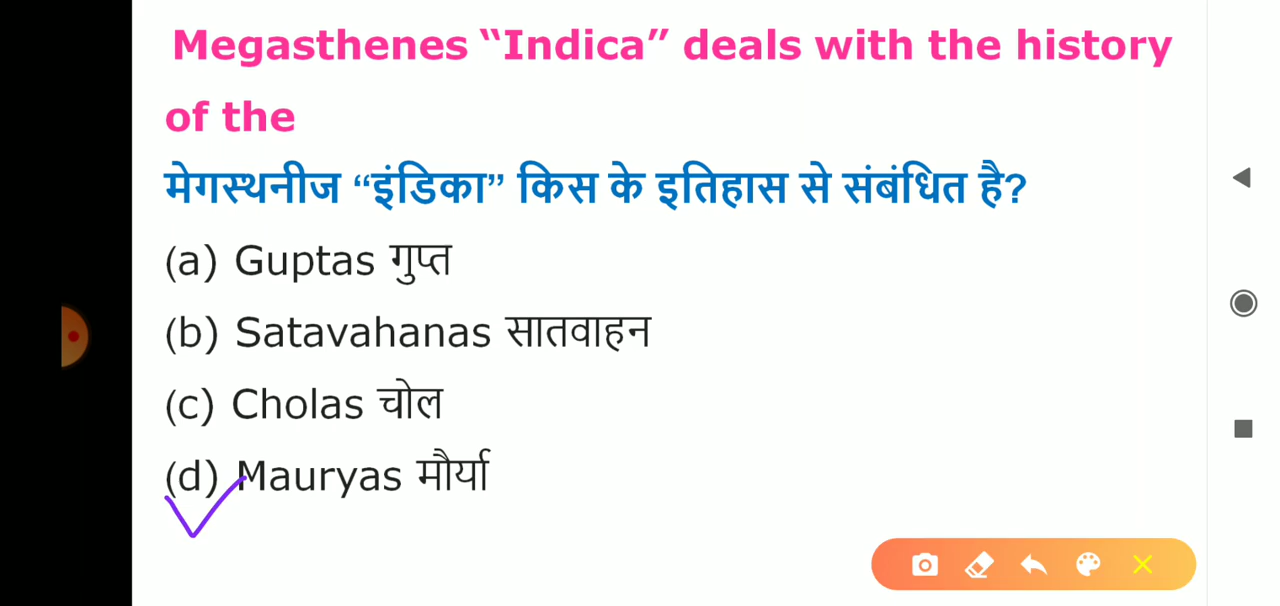 Megasthenes “Indica” deals with the history
of the
मेगस्थनीज “इंडिका” किस के इतिहास से संबंधित है?
(a) Guptas गुप्त
(b) Satavahanas सातवाहन
(c) Cholas चोल
(d) Mauryas मौर्या